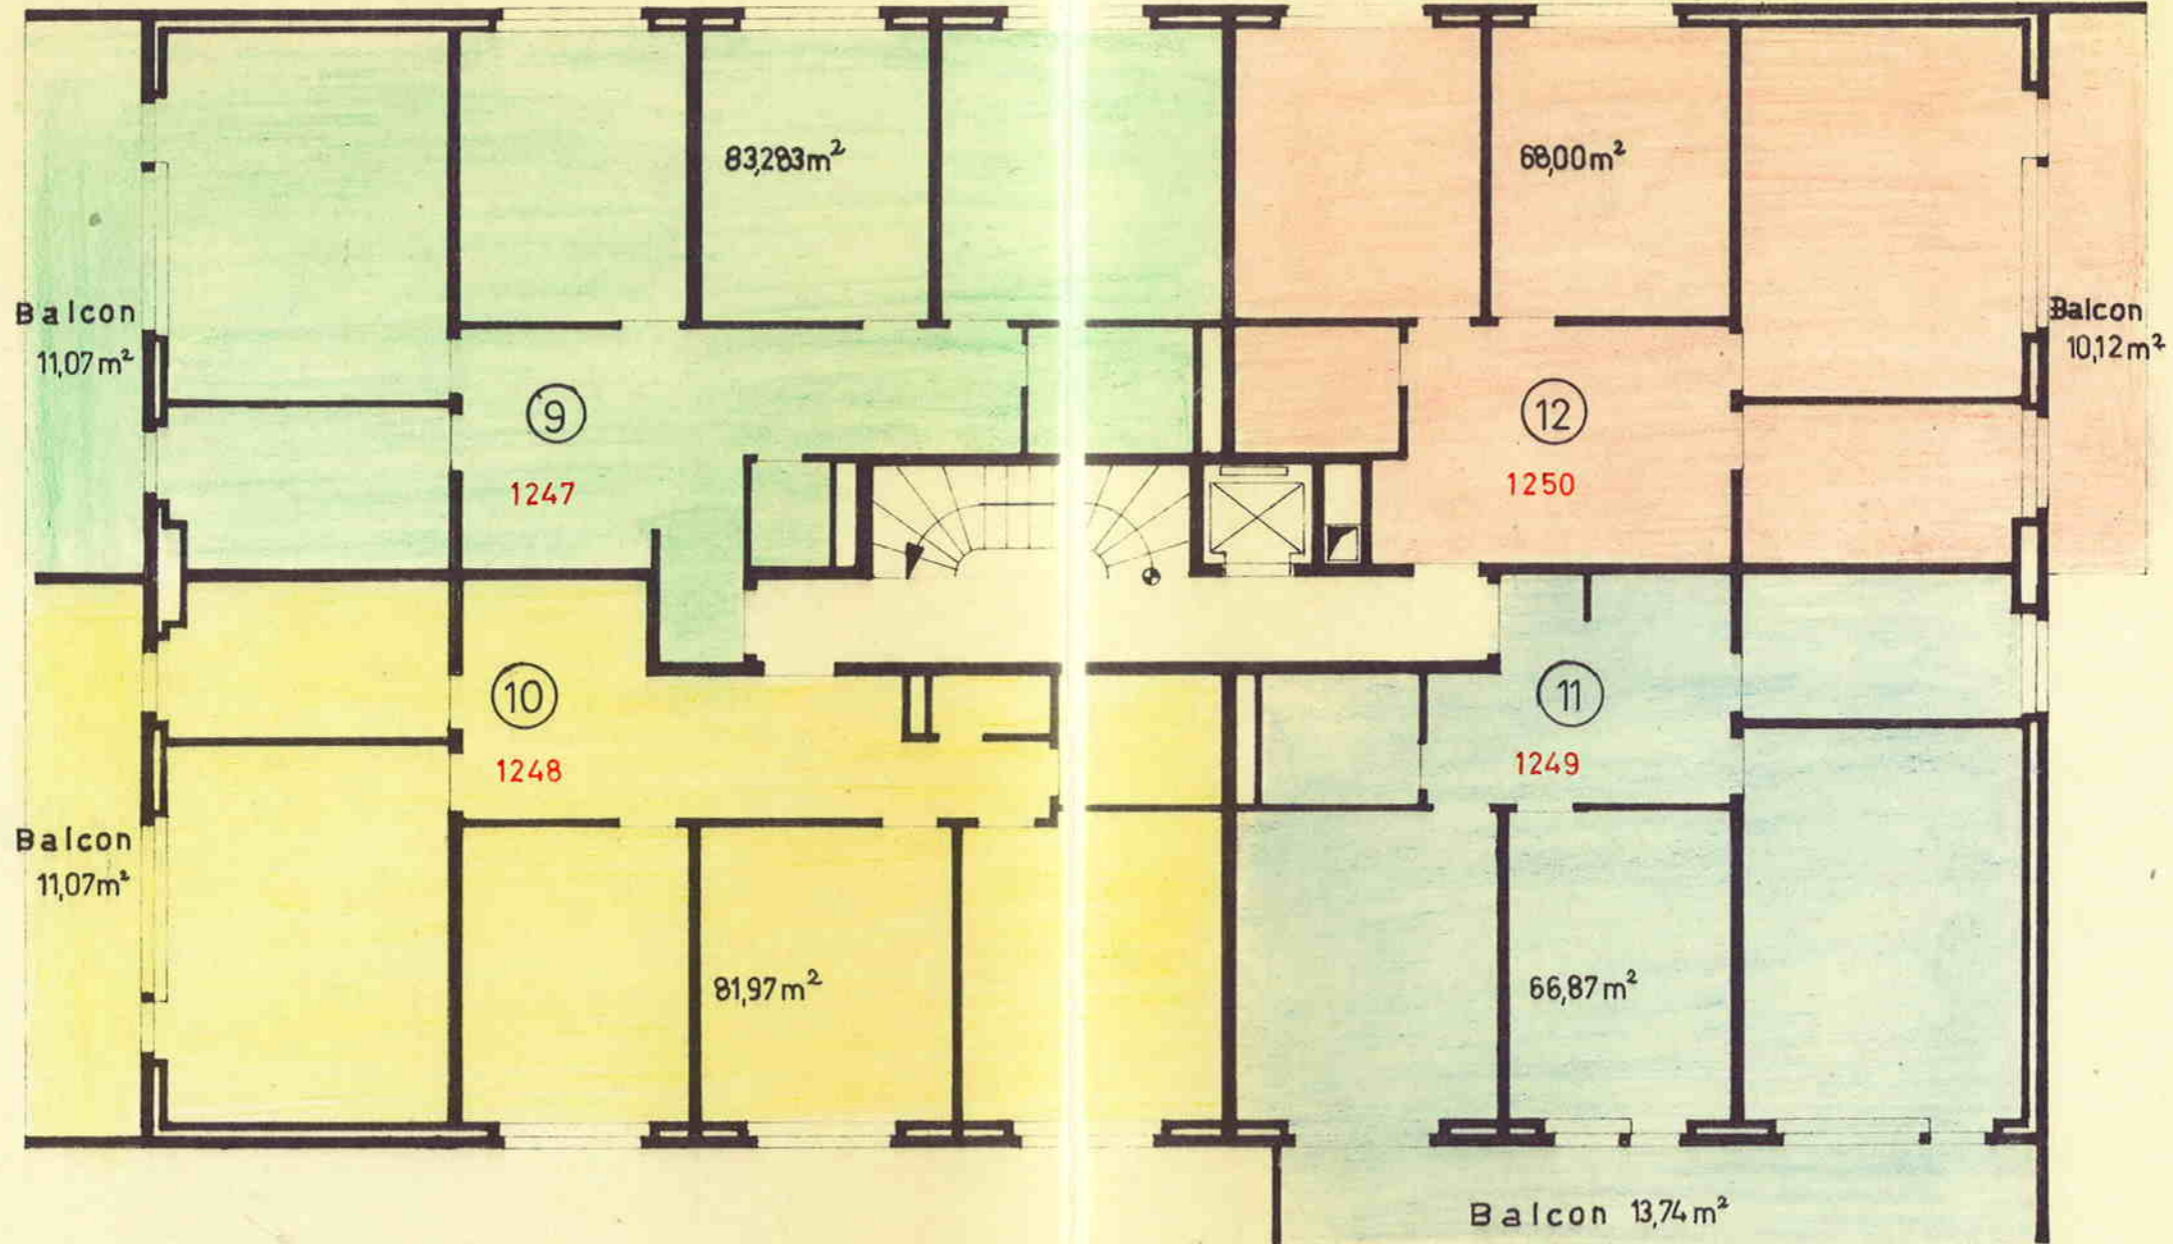 83,283m²
68,00m²
Balcon
11,07m²
Balcon
10,12m²
9
12
1247
1250
10
11
1248
1249
Balcon
11,07m²
81,97m²
66,87m²
Balcon 13,74m²